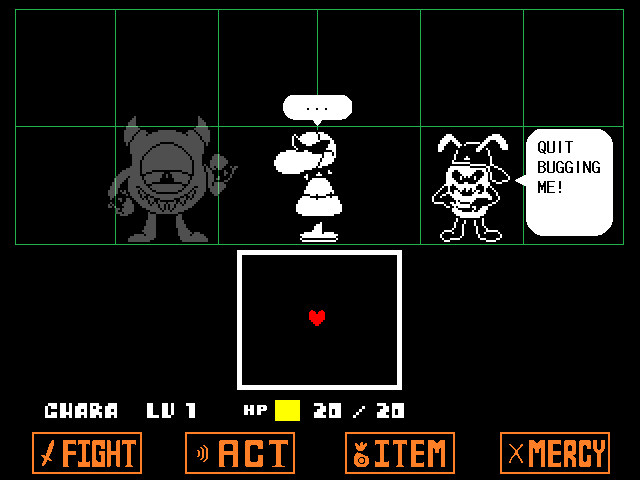 ...
QUIT
BUGGING
ME!
CHARA LV 1 HP 20 / 20
FIGHT ACT ITEM MERCY